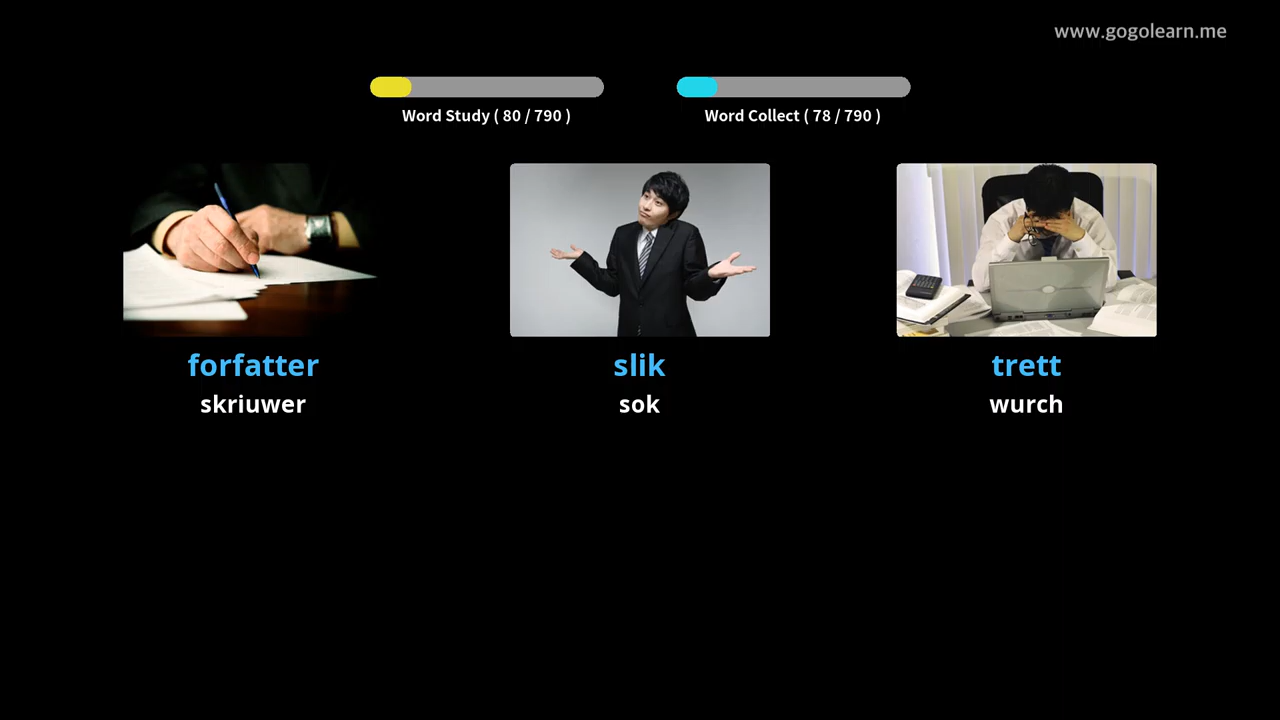 www.gogolearn.me
Word Study ( 80 / 790 )
Word Collect ( 78 / 790 )
forfatter
skriuwer
slik
sok
trett
wurch